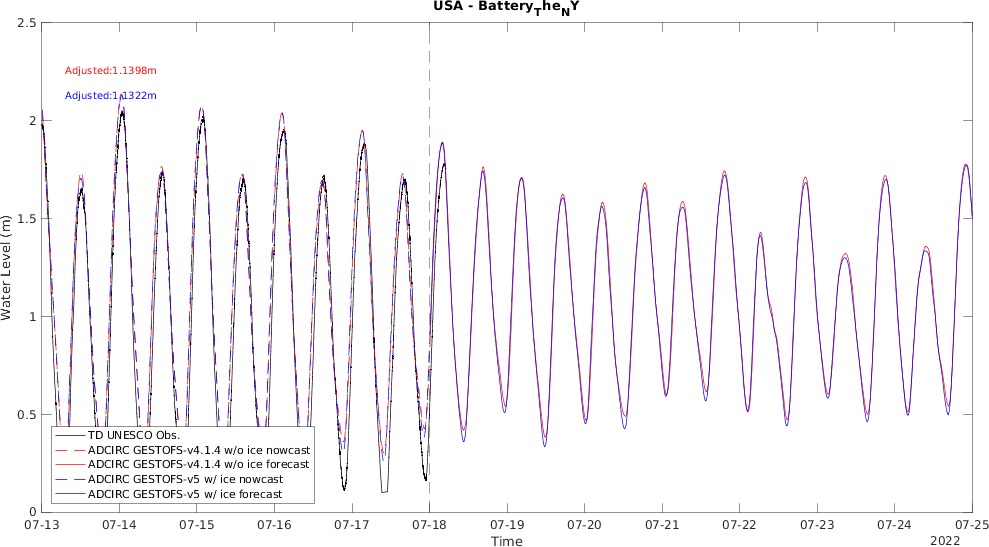 USA - Battery_The_NY
2.5
Adjusted:1.1398m
Adjusted:1.1322m
2
1.5
Water Level (m)
1
0.5
TD UNESCO Obs.
ADCIRC GESTOFS-v4.1.4 w/o ice nowcast
ADCIRC GESTOFS-v4.1.4 w/o ice forecast
ADCIRC GESTOFS-v5 w/ ice nowcast
ADCIRC GESTOFS-v5 w/ ice forecast
0
07-13 07-14 07-15 07-16 07-17 07-18 07-19 07-20 07-21 07-22 07-23 07-24 07-25
Time
2022